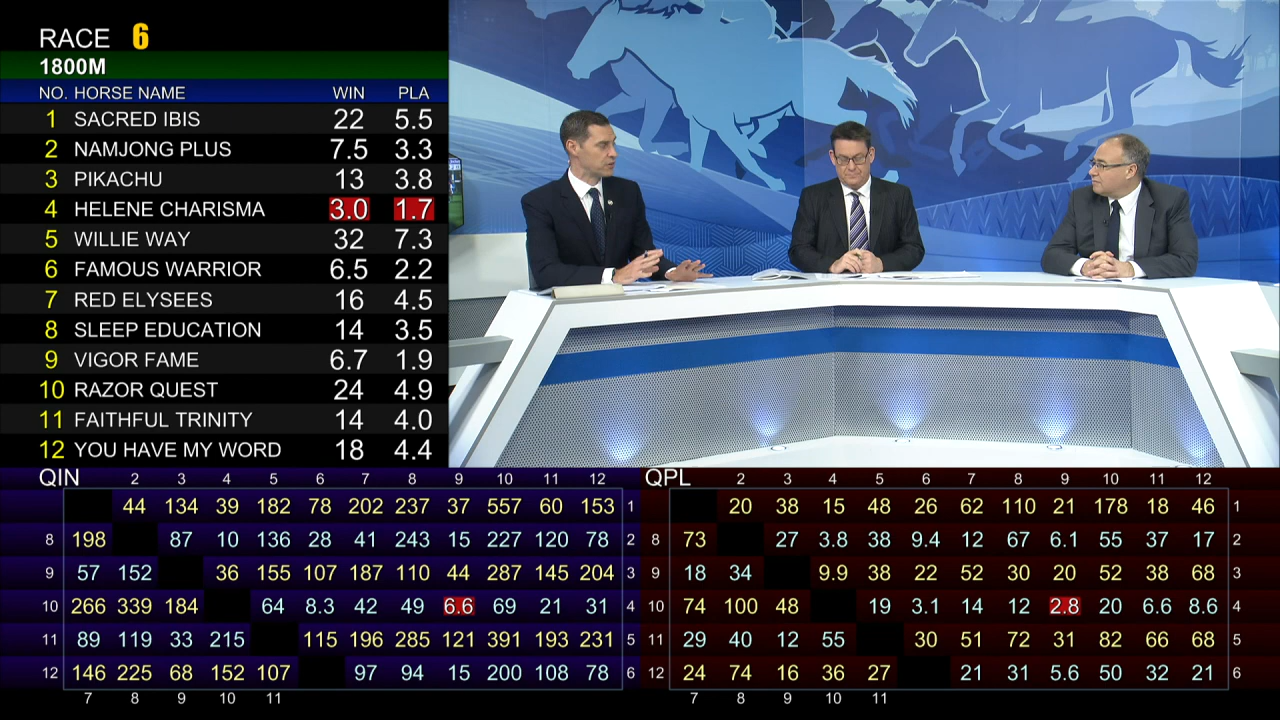 RACE 6
1800M
NO. HORSE NAME WIN PLA
1 SACRED IBIS 22 5.5
2 NAMJONG PLUS 7.5 3.3
3 PIKACHU 13 3.8
4 HELENE CHARISMA 3.0 1.7
5 WILLIE WAY 32 7.3
6 FAMOUS WARRIOR 6.5 2.2
7 RED ELYSEES 16 4.5
8 SLEEP EDUCATION 14 3.5
9 VIGOR FAME 6.7 1.9
10 RAZOR QUEST 24 4.9
11 FAITHFUL TRINITY 14 4.0
12 YOU HAVE MY WORD 18 4.4
QIN 2 3 4 5 6 7 8 9 10 11 12
44 134 39 182 78 202 237 37 557 60 153 1
8 198 87 10 136 28 41 243 15 227 120 78 2
9 57 152 36 155 107 187 110 44 287 145 204 3
10 266 339 184 64 8.3 42 49 6.6 69 21 31 4
11 89 119 33 215 115 196 285 121 391 193 231 5
12 146 225 68 152 107 97 94 15 200 108 78 6
7 8 9 10 11
QPL 2 3 4 5 6 7 8 9 10 11 12
20 38 15 48 26 62 110 21 178 18 46 1
8 73 27 3.8 38 9.4 12 67 6.1 55 37 17 2
9 18 34 9.9 38 22 52 30 20 52 38 68 3
10 74 100 48 19 3.1 14 12 2.8 20 6.6 8.6 4
11 29 40 12 55 30 51 72 31 82 66 68 5
12 24 74 16 36 27 21 31 5.6 50 32 21 6
7 8 9 10 11